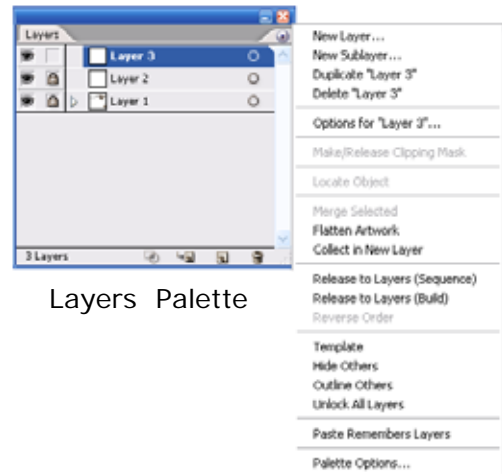 Layers
Layer 3
Layer 2
Layer 1
3 Layers
Layers Palette
New Layer...
New Sublayer...
Duplicate "Layer 3"
Delete "Layer 3"
Options for "Layer 3"...
Make/Release Clipping Mask
Locate Object
Merge Selected
Flatten Artwork
Collect in New Layer
Release to Layers (Sequence)
Release to Layers (Build)
Reverse Order
Template
Hide Others
Outline Others
Unlock All Layers
Paste Remembers Layers
Palette Options...